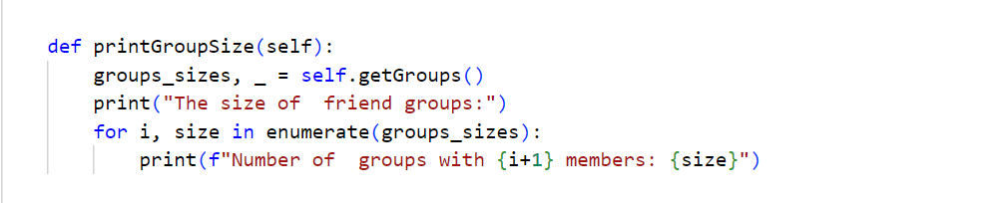 def printGroupSize(self):
    groups_sizes, _ = self.getGroups()
    print("The size of  friend groups:")
    for i, size in enumerate(groups_sizes):
        print(f"Number of  groups with {i+1} members: {size}")